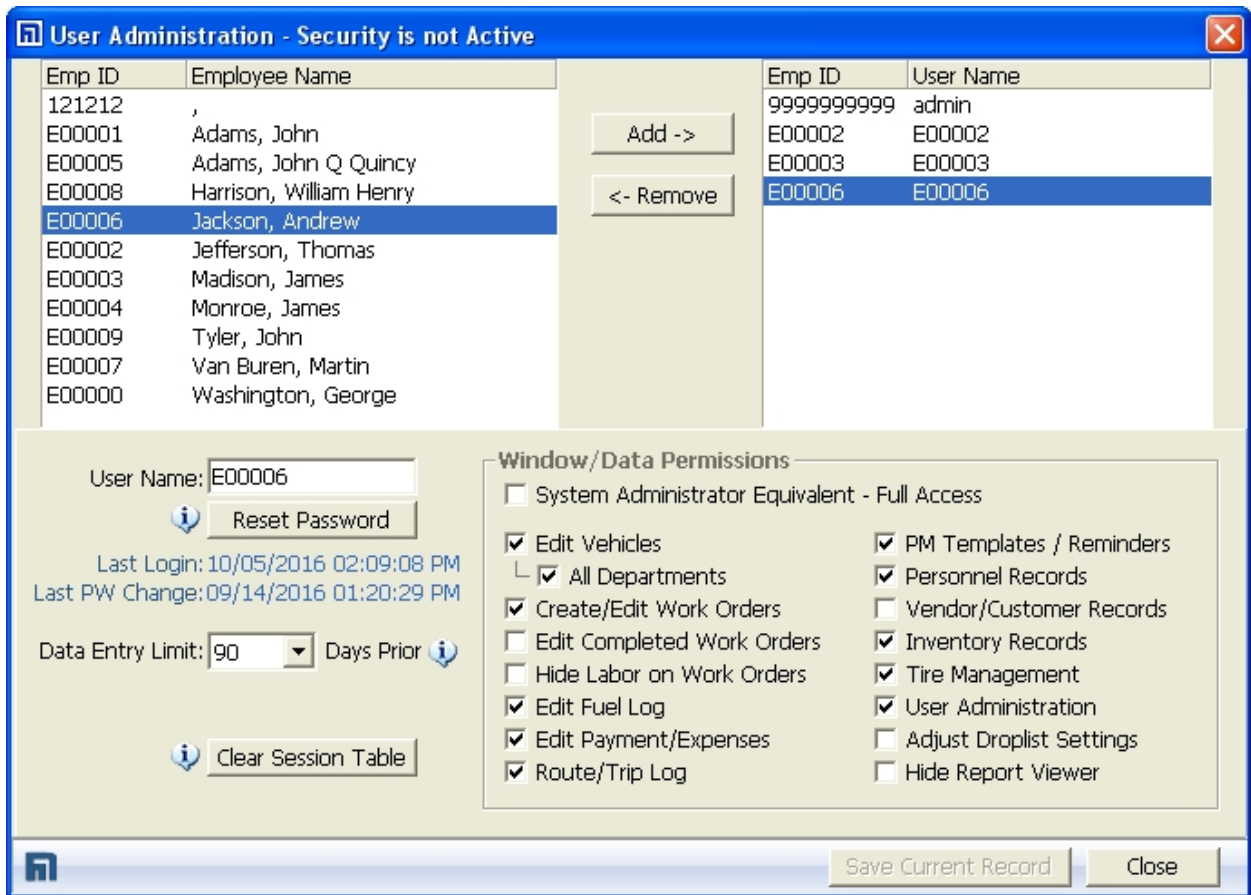 User Administration - Security is not Active
Emp ID Employee Name
121212 ,
E00001 Adams, John
E00005 Adams, John Q Quincy
E00008 Harrison, William Henry
E00006 Jackson, Andrew
E00002 Jefferson, Thomas
E00003 Madison, James
E00004 Monroe, James
E00009 Tyler, John
E00007 Van Buren, Martin
E00000 Washington, George
Add ->
<- Remove
Emp ID User Name
9999999999 admin
E00002 E00002
E00003 E00003
E00006 E00006
User Name: E00006
Reset Password
Last Login: 10/05/2016 02:09:08 PM
Last PW Change: 09/14/2016 01:20:29 PM
Data Entry Limit: 90 Days Prior
Clear Session Table
Window/Data Permissions
System Administrator Equivalent - Full Access
Edit Vehicles
All Departments
Create/Edit Work Orders
Edit Completed Work Orders
Hide Labor on Work Orders
Edit Fuel Log
Edit Payment/Expenses
Route/Trip Log
PM Templates / Reminders
Personnel Records
Vendor/Customer Records
Inventory Records
Tire Management
User Administration
Adjust Droplist Settings
Hide Report Viewer
Save Current Record
Close